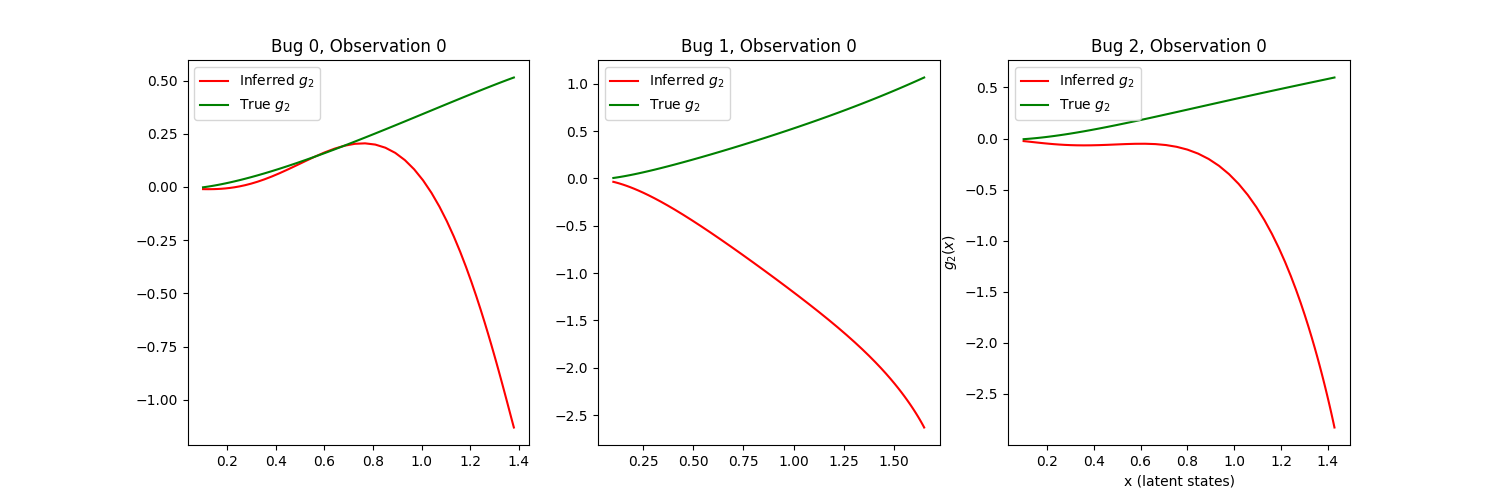 Bug 0, Observation 0
Inferred g₂
True g₂
0.50
0.25
0.00
−0.25
−0.50
−0.75
−1.00
0.2 0.4 0.6 0.8 1.0 1.2 1.4
Bug 1, Observation 0
Inferred g₂
True g₂
1.0
0.5
0.0
−0.5
−1.0
−1.5
−2.0
−2.5
0.25 0.50 0.75 1.00 1.25 1.50
Bug 2, Observation 0
Inferred g₂
True g₂
g₂(x)
0.5
0.0
−0.5
−1.0
−1.5
−2.0
−2.5
0.2 0.4 0.6 0.8 1.0 1.2 1.4
x (latent states)